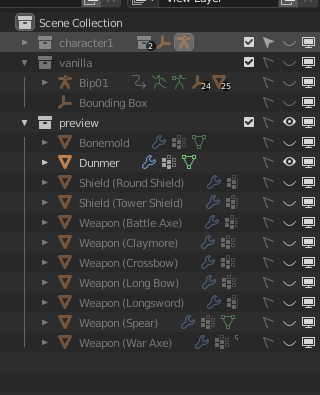 View Layer
Scene Collection
character1 2
vanilla
Bip01 24 25
Bounding Box
preview
Bonemold
Dunmer
Shield (Round Shield)
Shield (Tower Shield)
Weapon (Battle Axe)
Weapon (Claymore)
Weapon (Crossbow)
Weapon (Long Bow)
Weapon (Longsword)
Weapon (Spear)
Weapon (War Axe)